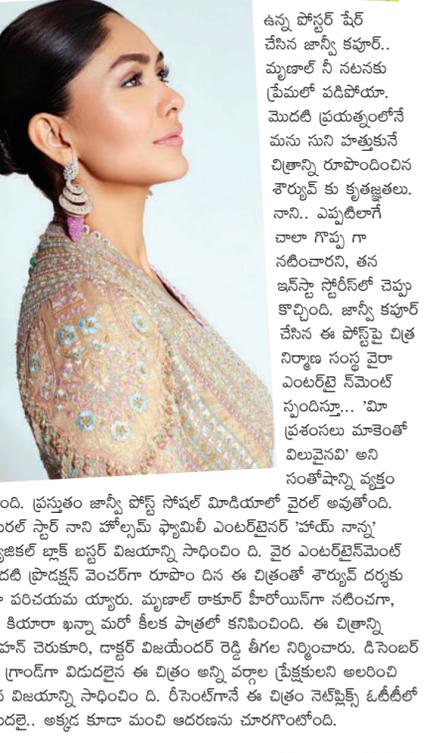 ఉన్న పోస్టర్ షేర్
చేసిన జాన్వీ కపూర్..
మృణాల్ నీ నటనకు
ప్రేమలో పడిపోయా.
మొదటి ప్రయత్నంలోనే
మను సుని హత్తుకునే
చిత్రాన్ని రూపొందించిన
శౌర్యువ్ కు కృతజ్ఞతలు.
నాని.. ఎప్పటిలాగే
చాలా గొప్ప గా
నటించారని, తన
ఇన్‌స్టా స్టోరీస్‌లో చెప్పు
కొచ్చింది. జాన్వీ కపూర్
చేసిన ఈ పోస్ట్‌పై చిత్ర
నిర్మాణ సంస్థ వైరా
ఎంటర్‌టై న్‌మెంట్
స్పందిస్తూ... 'మీ
ప్రశంసలు మాకెంతో
విలువైనవి' అని
సంతోషాన్ని వ్యక్తం
ంది. ప్రస్తుతం జాన్వీ పోస్ట్ సోషల్ మీడియాలో వైరల్ అవుతోంది.
రల్ స్టార్ నాని హోల్సమ్ ఫ్యామిలీ ఎంటర్‌టైనర్ 'హాయ్ నాన్న'
జికల్ బ్లాక్ బస్టర్ విజయాన్ని సాధించిం ది. వైర ఎంటర్‌టైన్‌మెంట్
దటి ప్రొడక్షన్ వెంచర్‌గా రూపొం దిన ఈ చిత్రంతో శౌర్యువ్ దర్శకు
పరిచయమ య్యారు. మృణాల్ ఠాకూర్ హీరోయిన్‌గా నటించగా,
కియారా ఖన్నా మరో కీలక పాత్రలో కనిపించింది. ఈ చిత్రాన్ని
హన్ చెరుకూరి, డాక్టర్ విజయేందర్ రెడ్డి తీగల నిర్మించారు. డిసెంబర్
గ్రాండ్‌గా విడుదలైన ఈ చిత్రం అన్ని వర్గాల ప్రేక్షకులని అలరించి
విజయాన్ని సాధించిం ది. రీసెంట్‌గానే ఈ చిత్రం నెట్‌ప్లిక్స్ ఓటీటీలో
దలై.. అక్కడ కూడా మంచి ఆదరణను చూరగొంటోంది.